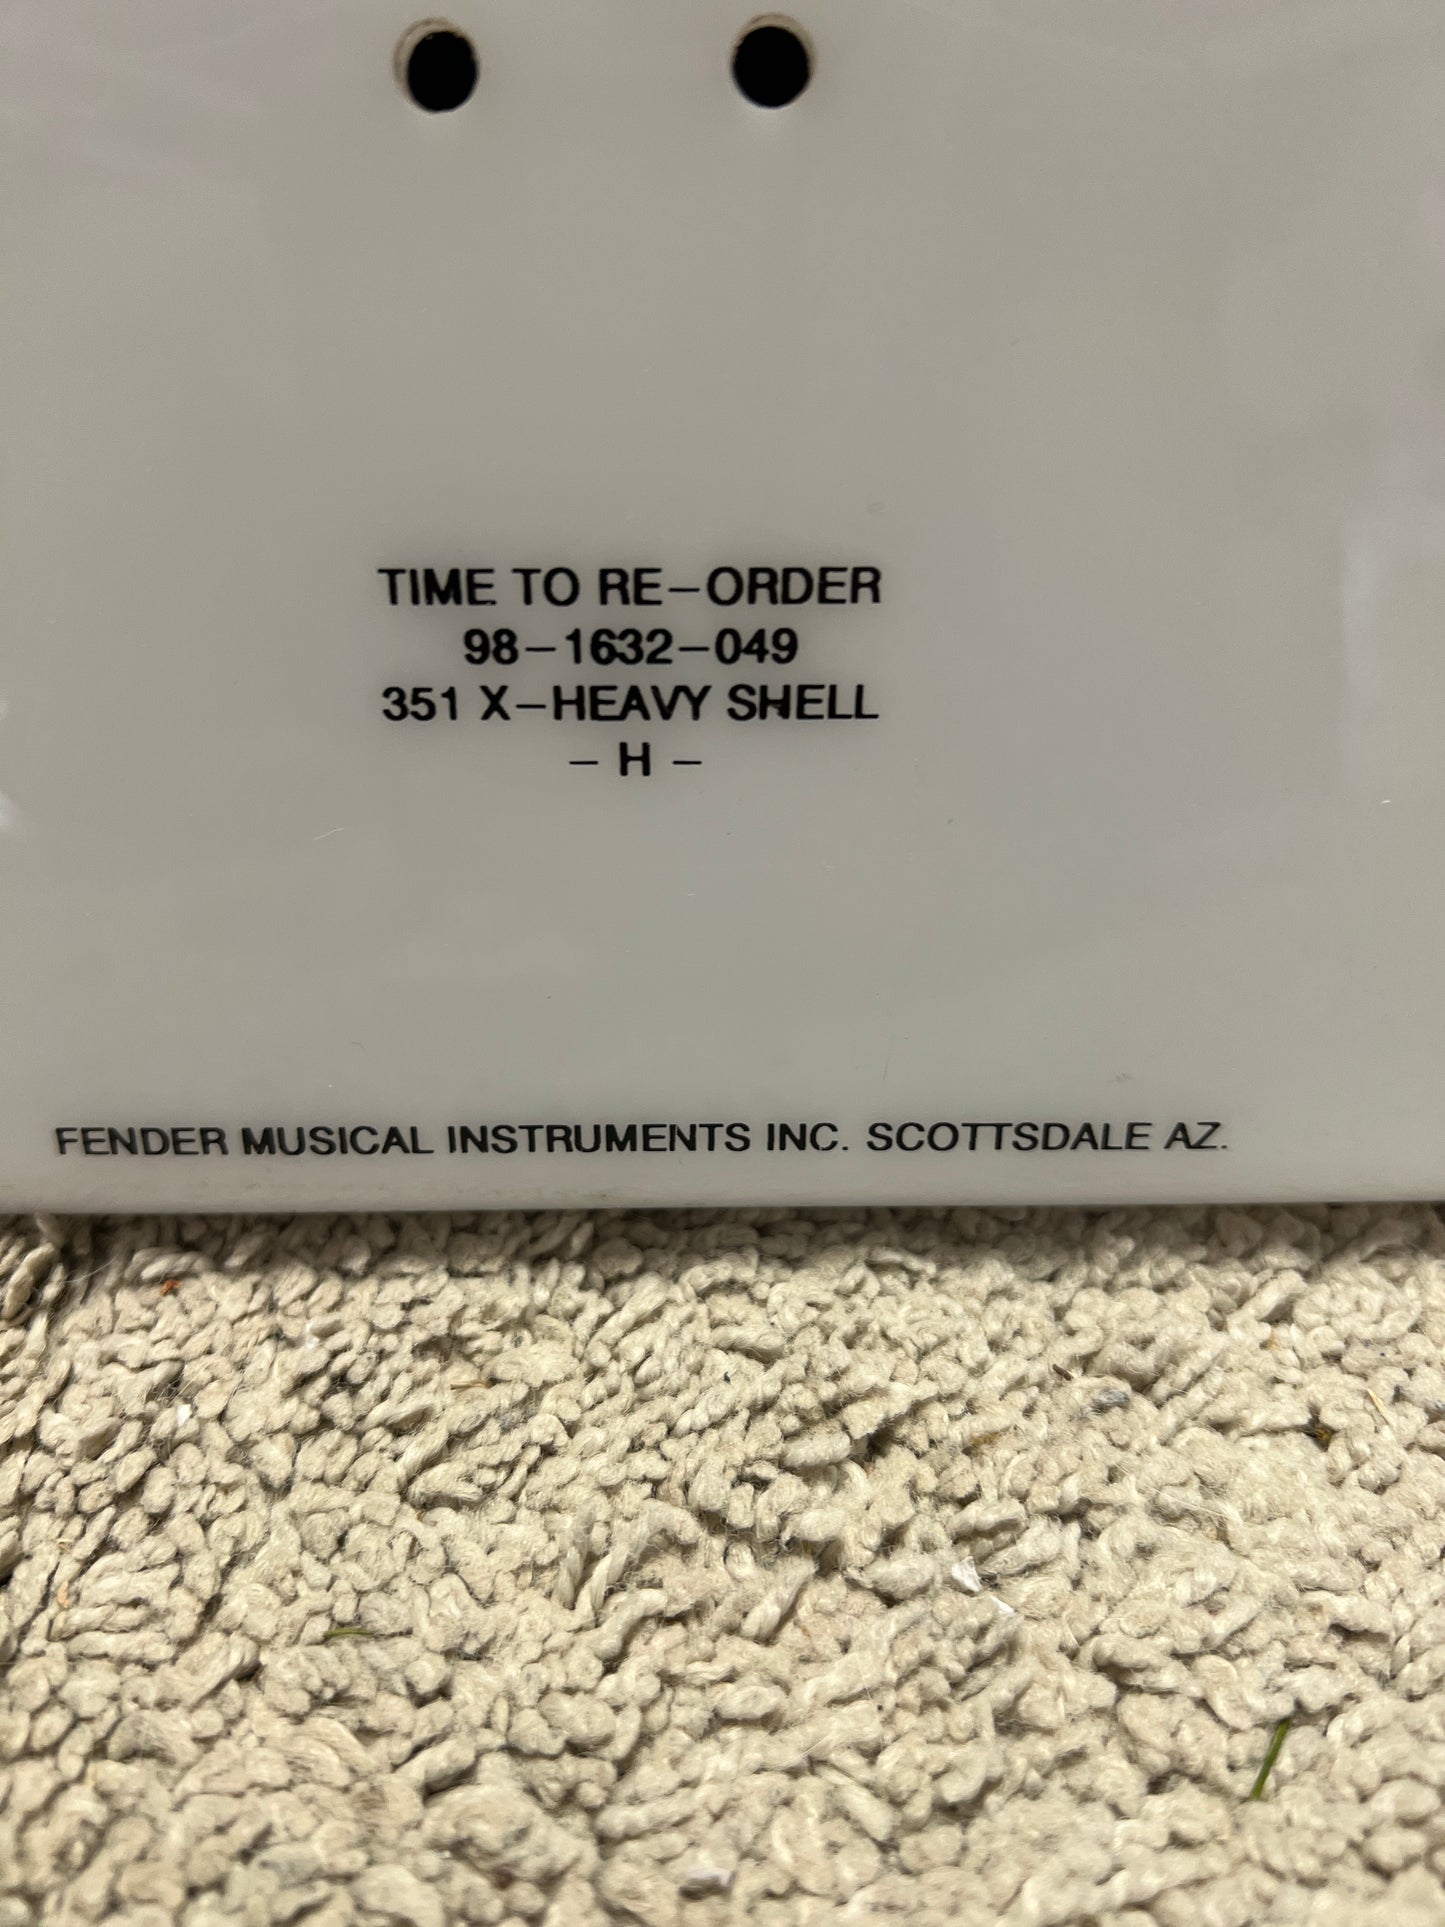 TIME TO RE-ORDER
98-1632-049
351 X-HEAVY SHELL
- H -
FENDER MUSICAL INSTRUMENTS INC. SCOTTSDALE AZ.